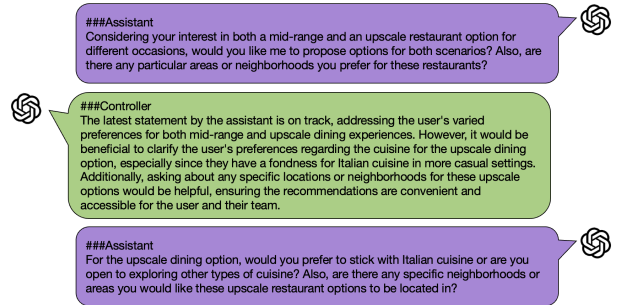 ###Assistant
Considering your interest in both a mid-range and an upscale restaurant option for
different occasions, would you like me to propose options for both scenarios? Also, are
there any particular areas or neighborhoods you prefer for these restaurants?
###Controller
The latest statement by the assistant is on track, addressing the user's varied
preferences for both mid-range and upscale dining experiences. However, it would be
beneficial to clarify the user's preferences regarding the cuisine for the upscale dining
option, especially since they have a fondness for Italian cuisine in more casual settings.
Additionally, asking about any specific locations or neighborhoods for these upscale
options would be helpful, ensuring the recommendations are convenient and
accessible for the user and their team.
###Assistant
For the upscale dining option, would you prefer to stick with Italian cuisine or are you
open to exploring other types of cuisine? Also, are there any specific neighborhoods or
areas you would like these upscale restaurant options to be located in?